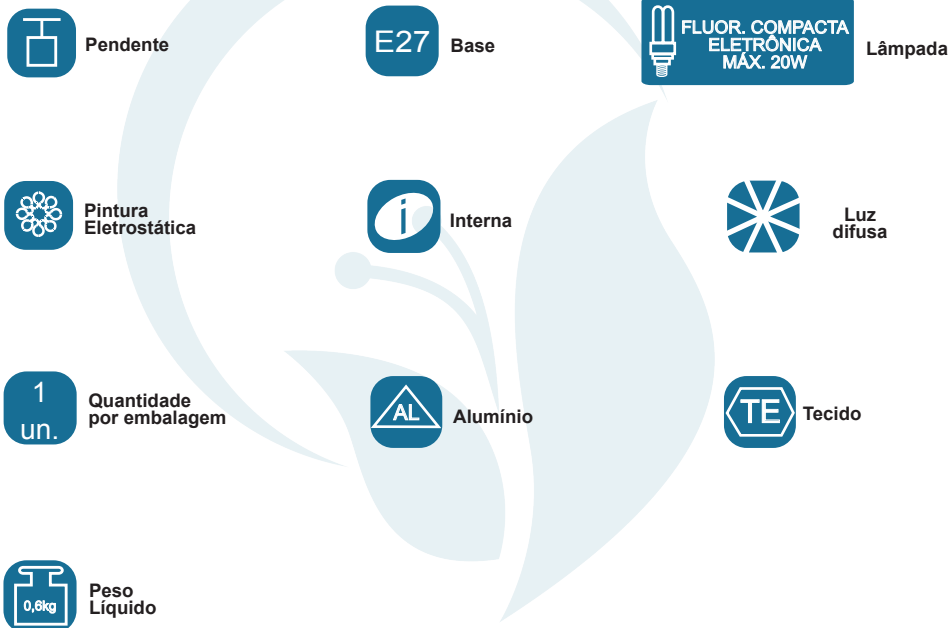 Pendente
E27
Base
FLUOR. COMPACTA
ELETRÔNICA
MÁX. 20W
Lâmpada
Pintura
Eletrostática
i
Interna
Luz
difusa
1
un.
Quantidade
por embalagem
AL
Alumínio
TE
Tecido
0,6kg
Peso
Líquido